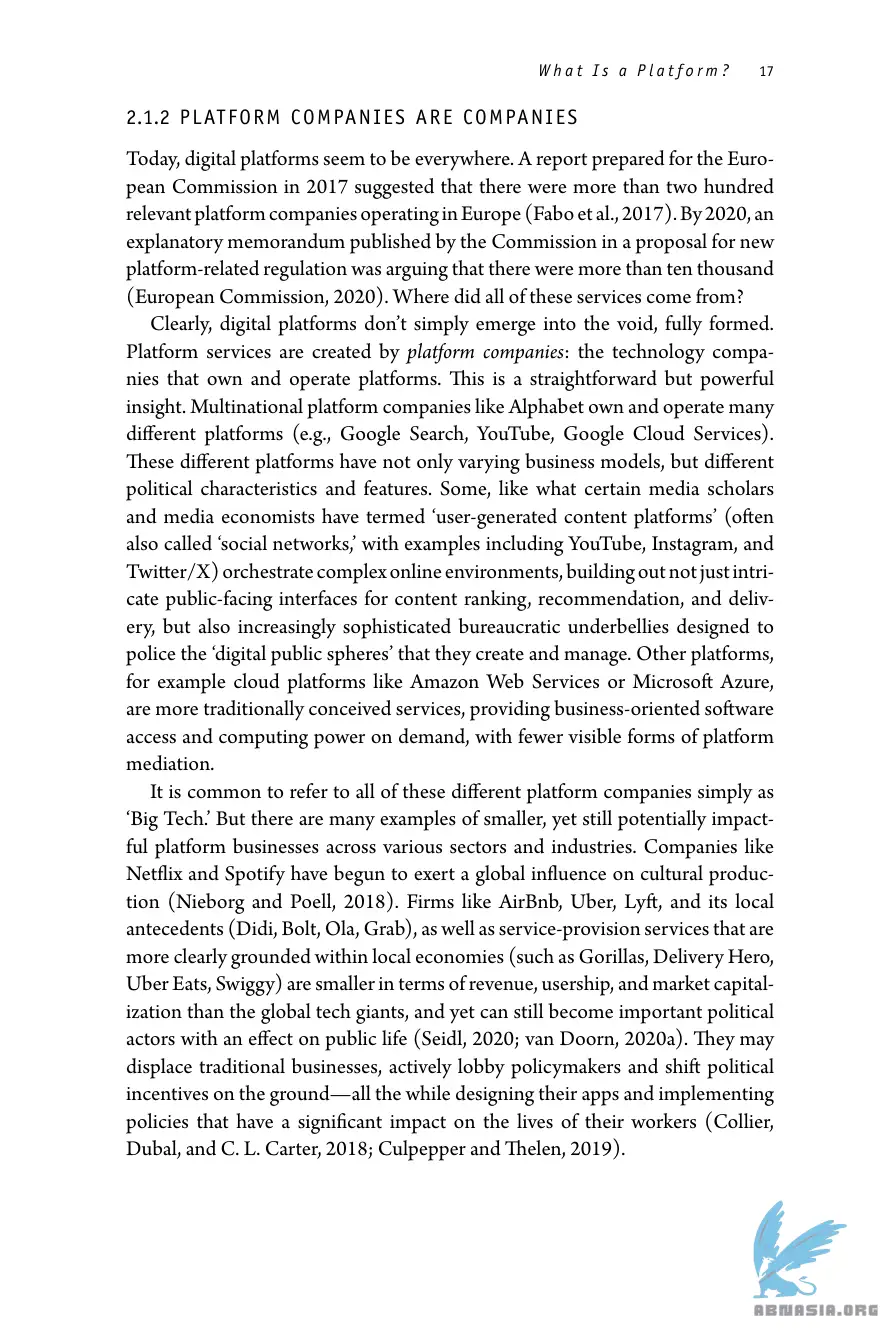 What Is a Platform? 17
2.1.2 PLATFORM COMPANIES ARE COMPANIES
Today, digital platforms seem to be everywhere. A report prepared for the Euro-
pean Commission in 2017 suggested that there were more than two hundred
relevant platform companies operating in Europe (Fabo et al., 2017). By 2020, an
explanatory memorandum published by the Commission in a proposal for new
platform-related regulation was arguing that there were more than ten thousand
(European Commission, 2020). Where did all of these services come from?
Clearly, digital platforms don’t simply emerge into the void, fully formed.
Platform services are created by platform companies: the technology compa-
nies that own and operate platforms. This is a straightforward but powerful
insight. Multinational platform companies like Alphabet own and operate many
different platforms (e.g., Google Search, YouTube, Google Cloud Services).
These different platforms have not only varying business models, but different
political characteristics and features. Some, like what certain media scholars
and media economists have termed ‘user-generated content platforms’ (often
also called ‘social networks,’ with examples including YouTube, Instagram, and
Twitter/X) orchestrate complex online environments, building out not just intri-
cate public-facing interfaces for content ranking, recommendation, and deliv-
ery, but also increasingly sophisticated bureaucratic underbellies designed to
police the ‘digital public spheres’ that they create and manage. Other platforms,
for example cloud platforms like Amazon Web Services or Microsoft Azure,
are more traditionally conceived services, providing business-oriented software
access and computing power on demand, with fewer visible forms of platform
mediation.
It is common to refer to all of these different platform companies simply as
‘Big Tech.’ But there are many examples of smaller, yet still potentially impact-
ful platform businesses across various sectors and industries. Companies like
Netflix and Spotify have begun to exert a global influence on cultural produc-
tion (Nieborg and Poell, 2018). Firms like AirBnb, Uber, Lyft, and its local
antecedents (Didi, Bolt, Ola, Grab), as well as service-provision services that are
more clearly grounded within local economies (such as Gorillas, Delivery Hero,
Uber Eats, Swiggy) are smaller in terms of revenue, usership, and market capital-
ization than the global tech giants, and yet can still become important political
actors with an effect on public life (Seidl, 2020; van Doorn, 2020a). They may
displace traditional businesses, actively lobby policymakers and shift political
incentives on the ground—all the while designing their apps and implementing
policies that have a significant impact on the lives of their workers (Collier,
Dubal, and C. L. Carter, 2018; Culpepper and Thelen, 2019).
ABNASIA.ORG